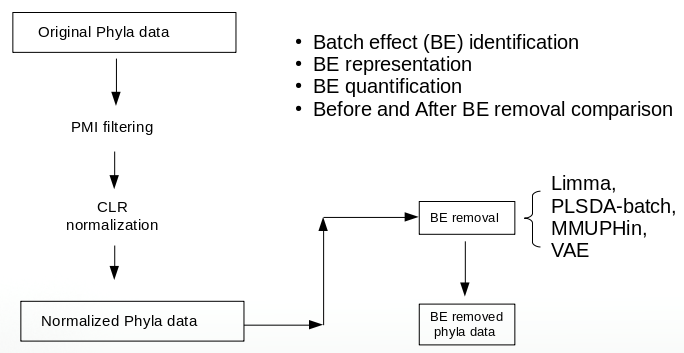 Original Phyla data
• Batch effect (BE) identification
• BE representation
• BE quantification
• Before and After BE removal comparison
PMI filtering
CLR
normalization
Normalized Phyla data
BE removal
Limma,
PLSDA-batch,
MMUPHin,
VAE
BE removed
phyla data